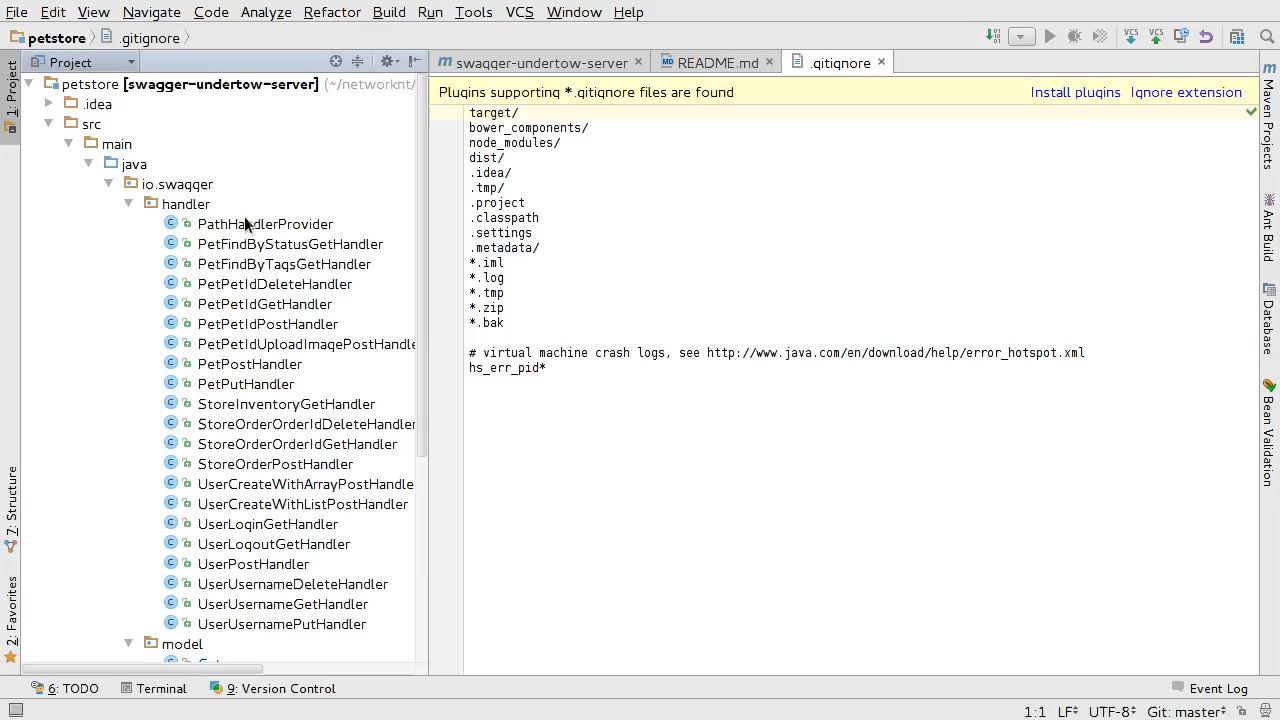 File Edit View Navigate Code Analyze Refactor Build Run Tools VCS Window Help
petstore .gitignore
VCS VCS
1: Project
7: Structure
2: Favorites
Project
petstore [swagger-undertow-server] (~/networknt/
.idea
src
main
java
io.swagger
handler
PathHandlerProvider
PetFindByStatusGetHandler
PetFindByTagsGetHandler
PetPetIdDeleteHandler
PetPetIdGetHandler
PetPetIdPostHandler
PetPetIdUploadImagePostHandle
PetPostHandler
PetPutHandler
StoreInventoryGetHandler
StoreOrderOrderIdDeleteHandler
StoreOrderOrderIdGetHandler
StoreOrderPostHandler
UserCreateWithArrayPostHandle
UserCreateWithListPostHandler
UserLoginGetHandler
UserLogoutGetHandler
UserPostHandler
UserUsernameDeleteHandler
UserUsernameGetHandler
UserUsernamePutHandler
model
swagger-undertow-server README.md .gitignore
Plugins supporting *.gitignore files are found Install plugins Ignore extension
target/
bower_components/
node_modules/
dist/
.idea/
.tmp/
.project
.classpath
.settings
.metadata/
*.iml
*.log
*.tmp
*.zip
*.bak
# virtual machine crash logs, see http://www.java.com/en/download/help/error_hotspot.xml
hs_err_pid*
Maven Projects
Ant Build
Database
Bean Validation
6: TODO Terminal 9: Version Control Event Log
1:1 LF UTF-8 Git: master